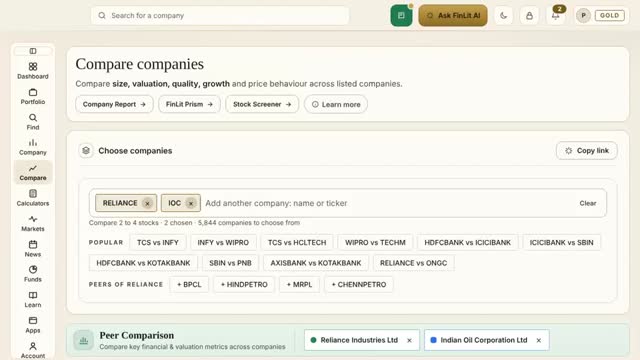 Search for a company
Ask FinLit AI
2
P
GOLD
Dashboard
Portfolio
Find
Company
Compare
Calculators
Markets
News
Funds
Learn
Apps
Account
Compare companies
Compare size, valuation, quality, growth and price behaviour across listed companies.
Company Report →
FinLit Prism →
Stock Screener →
Learn more
Choose companies
Copy link
RELIANCE ×
IOC ×
Add another company: name or ticker
Clear
Compare 2 to 4 stocks · 2 chosen · 5,844 companies to choose from
POPULAR
TCS vs INFY
INFY vs WIPRO
TCS vs HCLTECH
WIPRO vs TECHM
HDFCBANK vs ICICIBANK
ICICIBANK vs SBIN
HDFCBANK vs KOTAKBANK
SBIN vs PNB
AXISBANK vs KOTAKBANK
RELIANCE vs ONGC
PEERS OF RELIANCE
+ BPCL
+ HINDPETRO
+ MRPL
+ CHENNPETRO
Peer Comparison
Compare key financial & valuation metrics across companies
Reliance Industries Ltd ×
Indian Oil Corporation Ltd ×